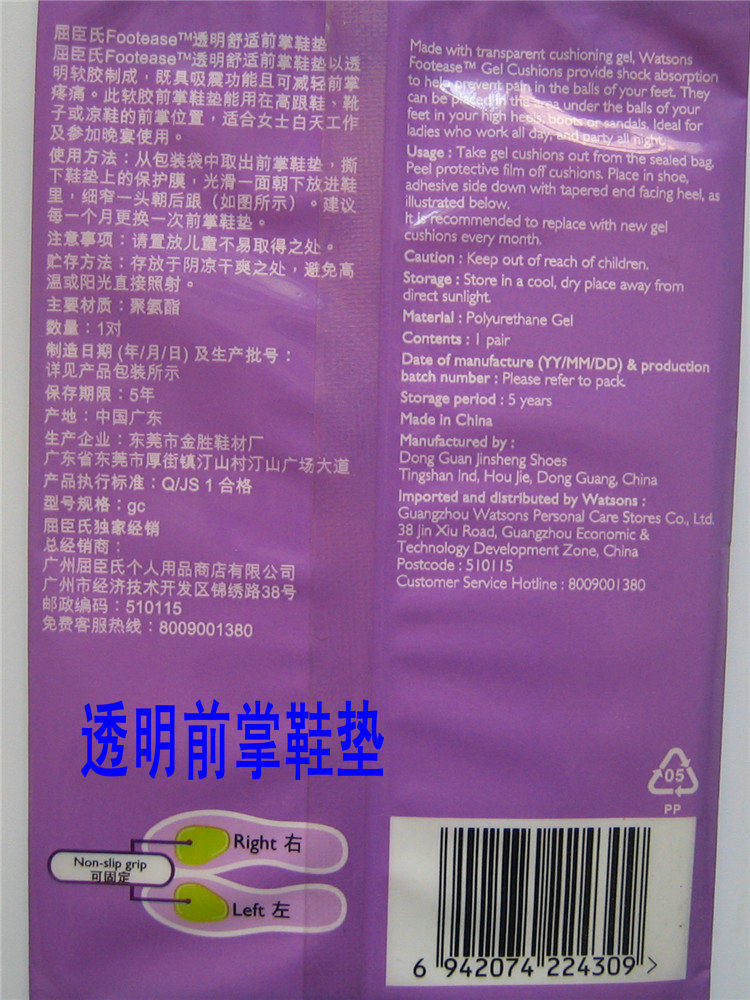 屈臣氏Footease™透明舒适前掌鞋垫
屈臣氏Footease™透明舒适前掌鞋垫以透
明软胶制成，既具吸震功能且可减轻前掌
疼痛。此软胶前掌鞋垫能用在高跟鞋、靴
子或凉鞋的前掌位置，适合女士白天工作
及参加晚宴使用。
使用方法：从包装袋中取出前掌鞋垫，撕
下鞋垫上的保护膜，光滑一面朝下放进鞋
里，细窄一头朝后跟（如图所示）。建议
每一个月更换一次前掌鞋垫。
注意事项：请置放儿童不易取得之处。
贮存方法：存放于阴凉干爽之处，避免高
温或阳光直接照射。
主要材质：聚氨酯
数量：1对
制造日期 (年/月/日) 及生产批号：
详见产品包装所示
保存期限：5年
产地：中国广东
生产企业：东莞市金胜鞋材厂
广东省东莞市厚街镇汀山村汀山广场大道
产品执行标准：Q/JS 1 合格
型号规格：gc
屈臣氏独家经销
总经销商：
广州屈臣氏个人用品商店有限公司
广州市经济技术开发区锦绣路38号
邮政编码：510115
免费客服热线：8009001380
Made with transparent cushioning gel, Watsons
Footease™ Gel Cushions provide shock absorption
to help prevent pain in the balls of your feet. They
can be placed in the area under the balls of your
feet in your high heels, boots or sandals. Ideal for
ladies who work all day, and party all night.
Usage : Take gel cushions out from the sealed bag.
Peel protective film off cushions. Place in shoe,
adhesive side down with tapered end facing heel, as
illustrated below.
It is recommended to replace with new gel
cushions every month.
Caution : Keep out of reach of children.
Storage : Store in a cool, dry place away from
direct sunlight.
Material : Polyurethane Gel
Contents : 1 pair
Date of manufacture (YY/MM/DD) & production
batch number : Please refer to pack
Storage period : 5 years
Made in China
Manufactured by :
Dong Guan Jinsheng Shoes
Tingshan Ind, Hou Jie, Dong Guang, China
Imported and distributed by Watsons :
Guangzhou Watsons Personal Care Stores Co., Ltd.
38 Jin Xiu Road, Guangzhou Economic &
Technology Development Zone, China
Postcode : 510115
Customer Service Hotline : 8009001380
透明前掌鞋垫
05
PP
Right 右
Non-slip grip
可固定
Left 左
6 942074 224309 >